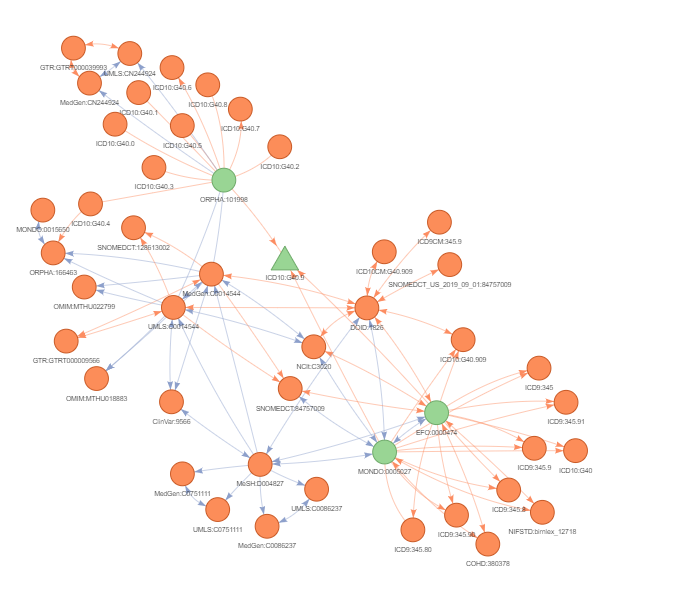 GTR:GTRT000039993
UMLS:CN244924
MedGen:CN244924
ICD10:G40.6
ICD10:G40.8
ICD10:G40.1
ICD10:G40.7
ICD10:G40.0
ICD10:G40.5
ICD10:G40.2
ICD10:G40.3
ORPHA:101998
ICD10:G40.4
MONDO:0015650
SNOMEDCT:128613002
ORPHA:166463
ICD9CM:345.9
ICD10CM:G40.909
SNOMEDCT_US_2019_09_01:84757009
ICD10:G40.9
MedGen:C0014544
OMIM:MTHU022799
UMLS:C0014544
DOID:1826
GTR:GTRT000009566
ICD10:G40.909
NCIt:C3020
OMIM:MTHU018883
ICD9:345
SNOMEDCT:84757009
ICD9:345.91
ClinVar:9566
EFO:0000474
MONDO:0005027
ICD9:345.9
ICD10:G40
MeSH:D004827
MedGen:C0751111
UMLS:C0086237
ICD9:345.8
UMLS:C0751111
NIFSTD:birnlex_12718
MedGen:C0086237
ICD9:345.80
COHD:380378